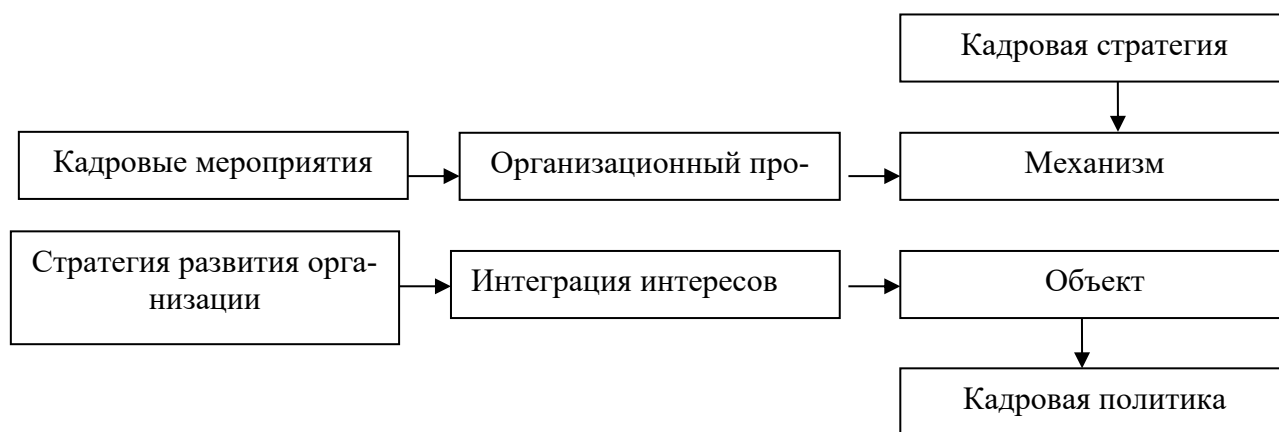 Кадровая стратегия
Кадровые мероприятия
Организационный про-
Механизм
Стратегия развития орга-
низации
Интеграция интересов
Объект
Кадровая политика